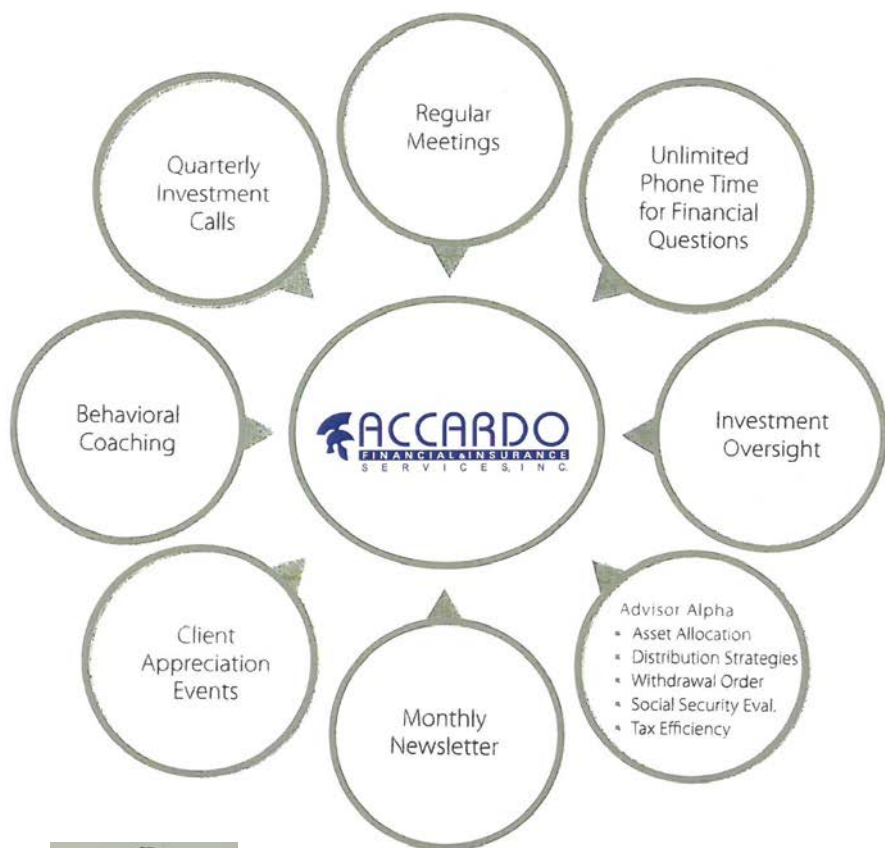 Regular
Meetings
Unlimited
Phone Time
for Financial
Questions
Investment
Oversight
Advisor Alpha
▪ Asset Allocation
▪ Distribution Strategies
▪ Withdrawal Order
▪ Social Security Eval.
▪ Tax Efficiency
Monthly
Newsletter
Client
Appreciation
Events
Behavioral
Coaching
Quarterly
Investment
Calls
ACCARDO
FINANCIAL & INSURANCE
SERVICES, INC.